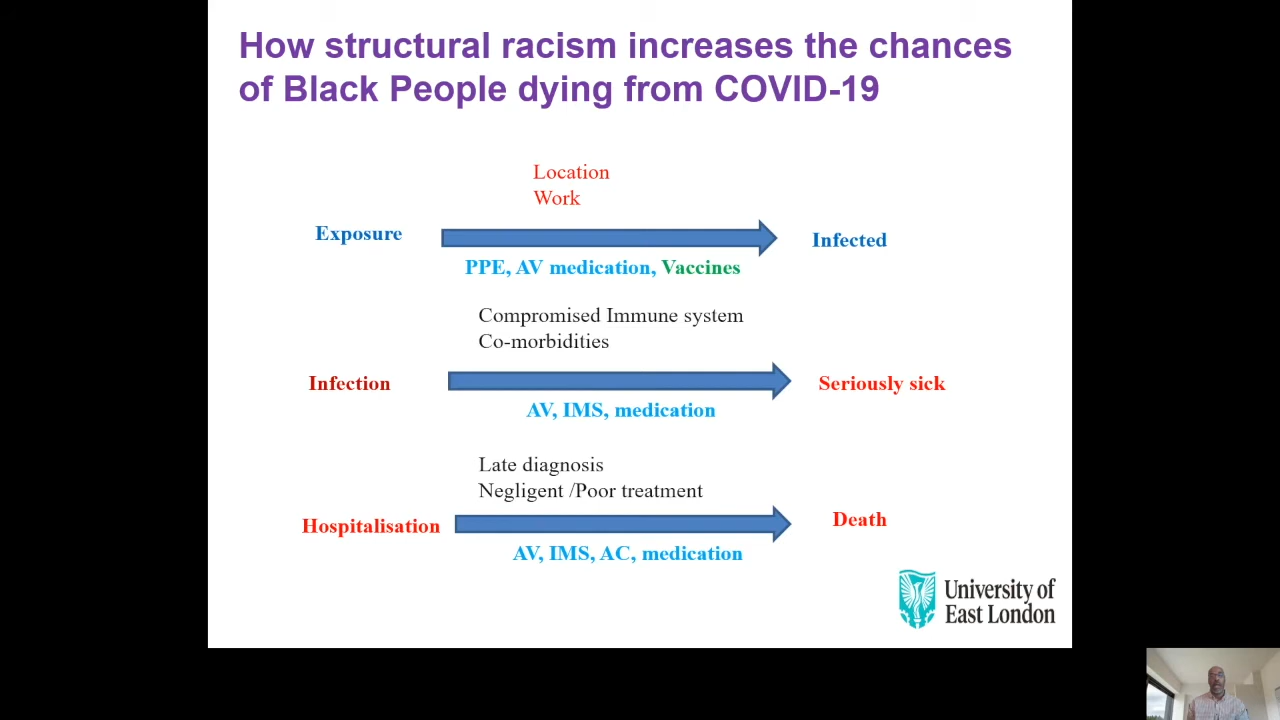 How structural racism increases the chances
of Black People dying from COVID-19
Location
Work
Exposure
Infected
PPE, AV medication, Vaccines
Compromised Immune system
Co-morbidities
Infection
Seriously sick
AV, IMS, medication
Late diagnosis
Negligent /Poor treatment
Hospitalisation
Death
AV, IMS, AC, medication
University of
East London